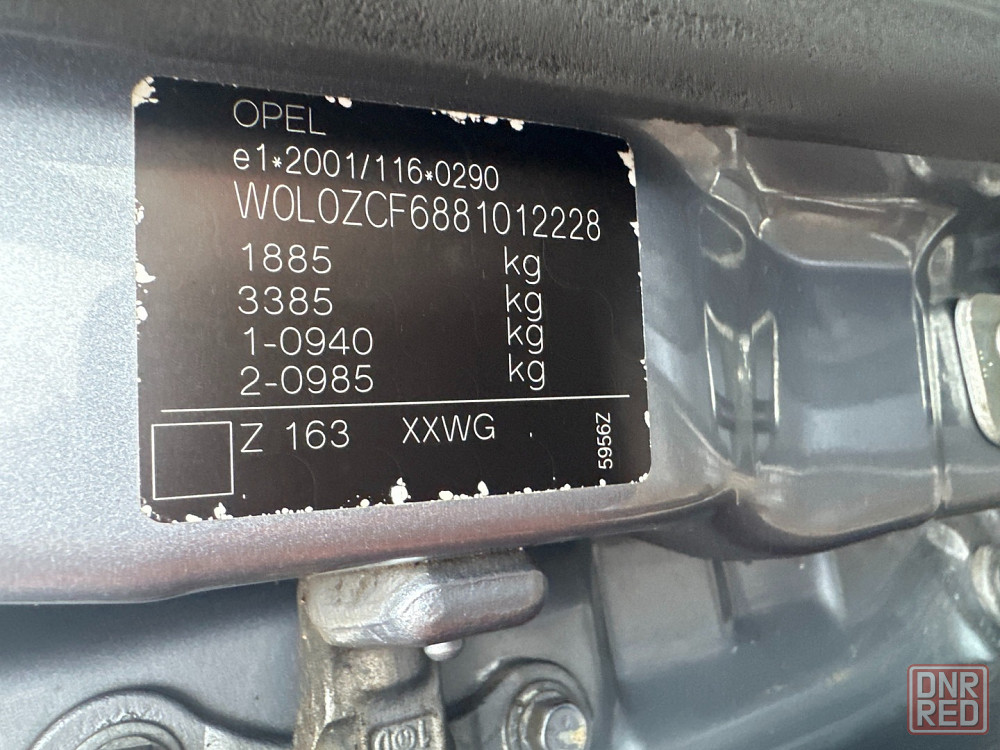 OPEL
e1*2001/116*0290
W0L0ZCF6881012228
1885 kg
3385 kg
1-0940 kg
2-0985 kg
Z 163 XXWG
5956Z
DNR
RED